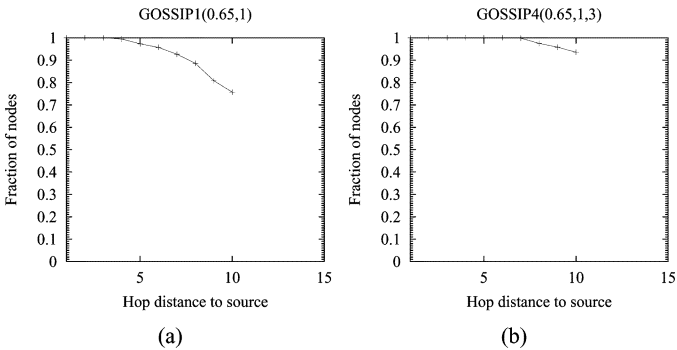 GOSSIP1(0.65,1)
1
0.9
0.8
0.7
0.6
0.5
0.4
0.3
0.2
0.1
0
Fraction of nodes
5 10 15
Hop distance to source
(a)
GOSSIP4(0.65,1,3)
1
0.9
0.8
0.7
0.6
0.5
0.4
0.3
0.2
0.1
0
Fraction of nodes
5 10 15
Hop distance to source
(b)